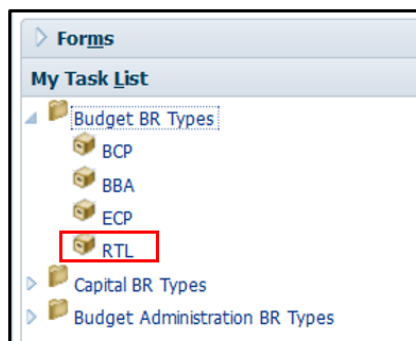 Forms
My Task List
Budget BR Types
BCP
BBA
ECP
RTL
Capital BR Types
Budget Administration BR Types